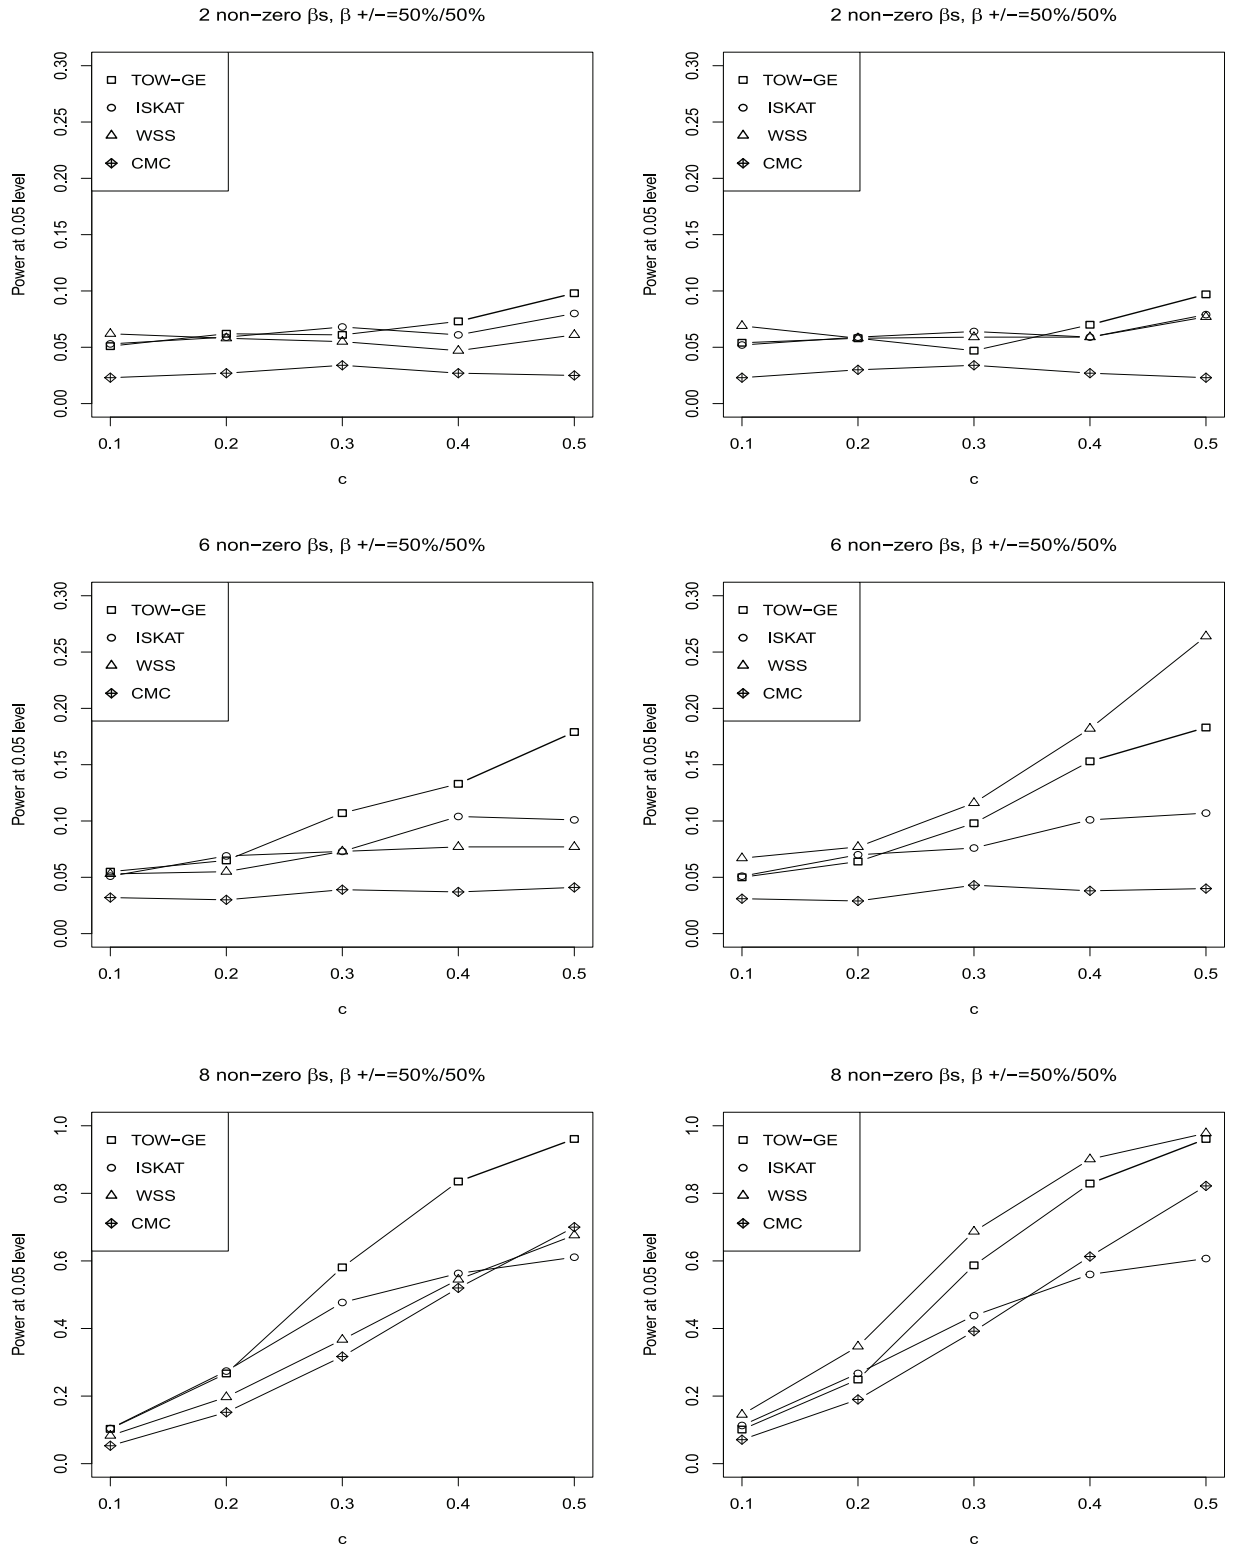 2 non−zero βs, β +/−=50%/50%
Power at 0.05 level
0.30
0.25
0.20
0.15
0.10
0.05
0.00
TOW−GE
ISKAT
WSS
CMC
0.1 0.2 0.3 0.4 0.5
c
2 non−zero βs, β +/−=50%/50%
Power at 0.05 level
0.30
0.25
0.20
0.15
0.10
0.05
0.00
TOW−GE
ISKAT
WSS
CMC
0.1 0.2 0.3 0.4 0.5
c
6 non−zero βs, β +/−=50%/50%
Power at 0.05 level
0.30
0.25
0.20
0.15
0.10
0.05
0.00
TOW−GE
ISKAT
WSS
CMC
0.1 0.2 0.3 0.4 0.5
c
6 non−zero βs, β +/−=50%/50%
Power at 0.05 level
0.30
0.25
0.20
0.15
0.10
0.05
0.00
TOW−GE
ISKAT
WSS
CMC
0.1 0.2 0.3 0.4 0.5
c
8 non−zero βs, β +/−=50%/50%
Power at 0.05 level
1.0
0.8
0.6
0.4
0.2
0.0
TOW−GE
ISKAT
WSS
CMC
0.1 0.2 0.3 0.4 0.5
c
8 non−zero βs, β +/−=50%/50%
Power at 0.05 level
1.0
0.8
0.6
0.4
0.2
0.0
TOW−GE
ISKAT
WSS
CMC
0.1 0.2 0.3 0.4 0.5
c